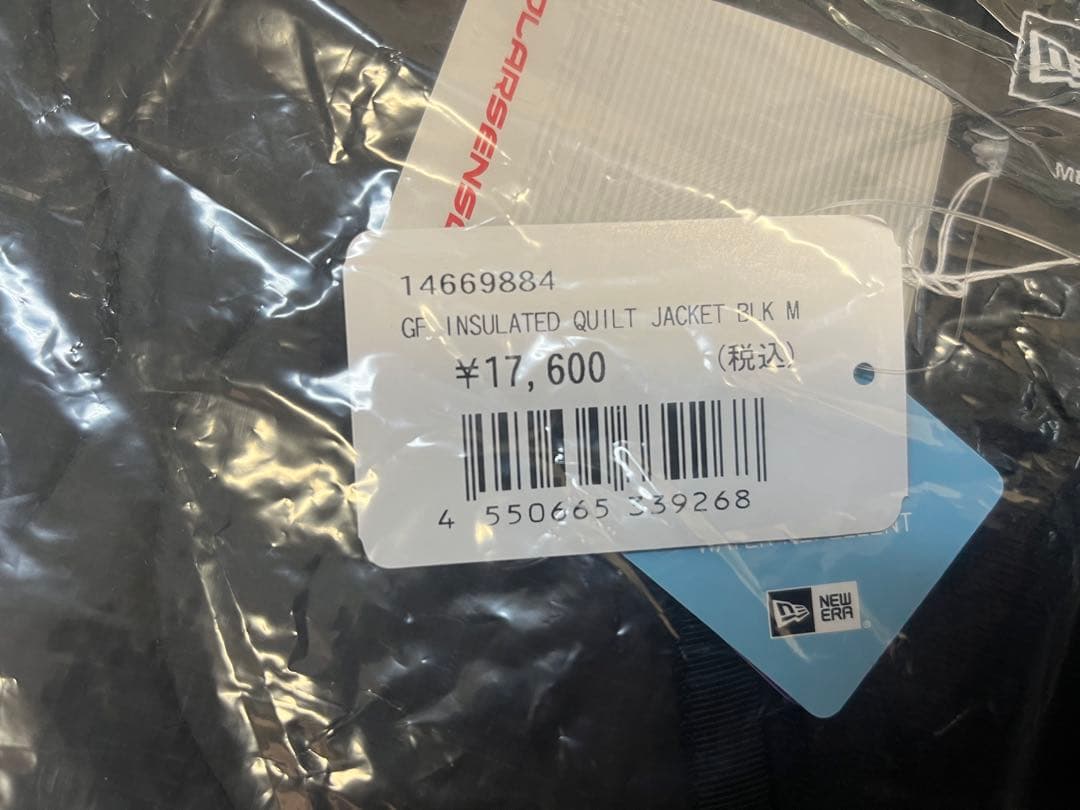 14669884
GF INSULATED QUILT JACKET BLK M
¥17,600 (税込)
4 550665 339268
NEW
ERA